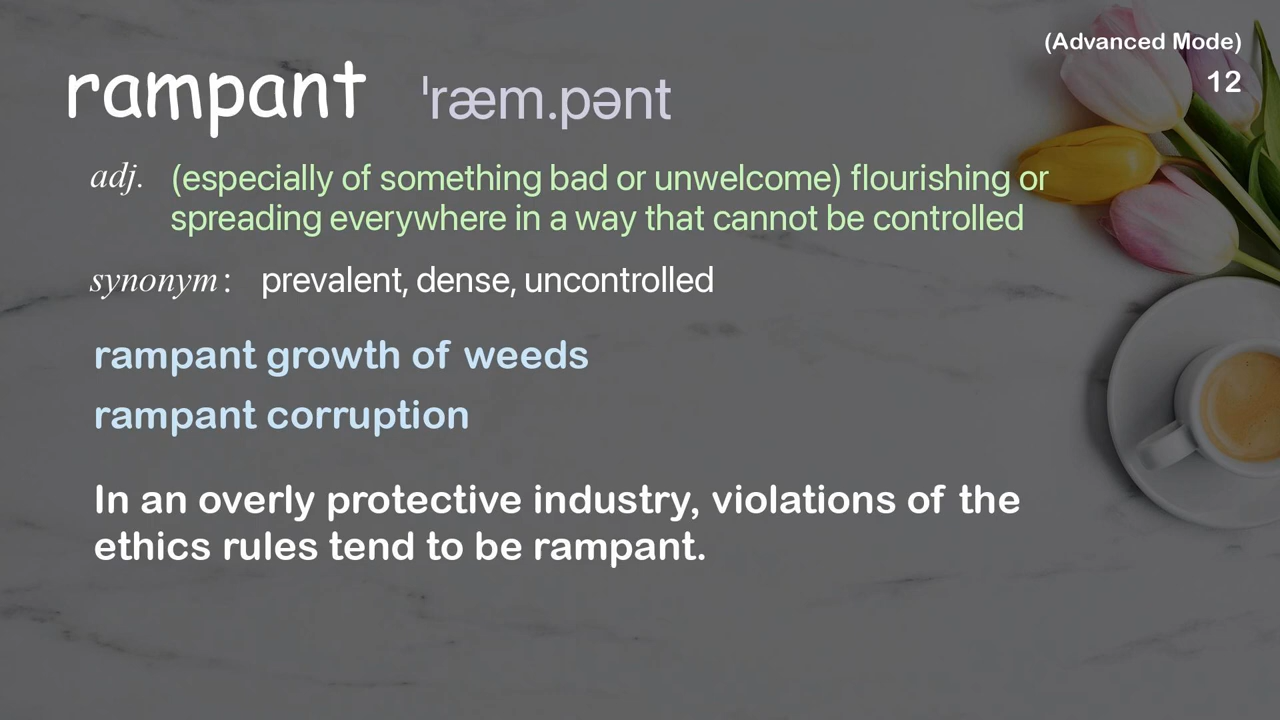 (Advanced Mode)
12
rampant ˈræm.pənt
adj. (especially of something bad or unwelcome) flourishing or
spreading everywhere in a way that cannot be controlled
synonym: prevalent, dense, uncontrolled
rampant growth of weeds
rampant corruption
In an overly protective industry, violations of the
ethics rules tend to be rampant.